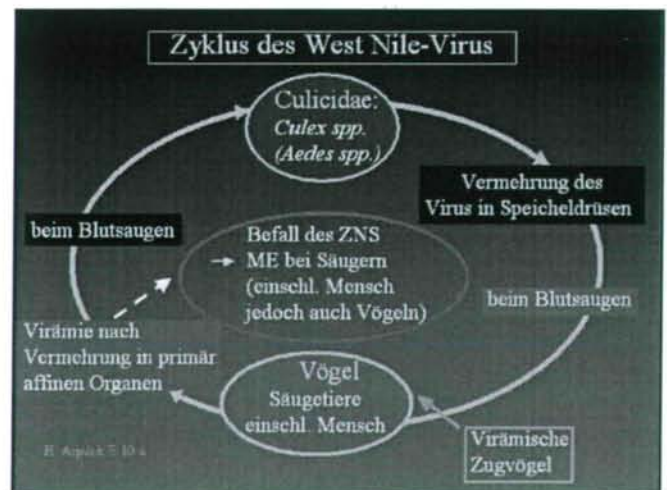 Zyklus des West Nile-Virus
Culicidae:
Culex spp.
(Aedes spp.)
Vermehrung des
Virus in Speicheldrüsen
beim Blutsaugen
Befall des ZNS
→ ME bei Säugern
(einschl. Mensch
jedoch auch Vögeln)
beim Blutsaugen
Virämie nach
Vermehrung in primär
affinen Organen
Vögel
Säugetiere
einschl. Mensch
Virämische
Zugvögel